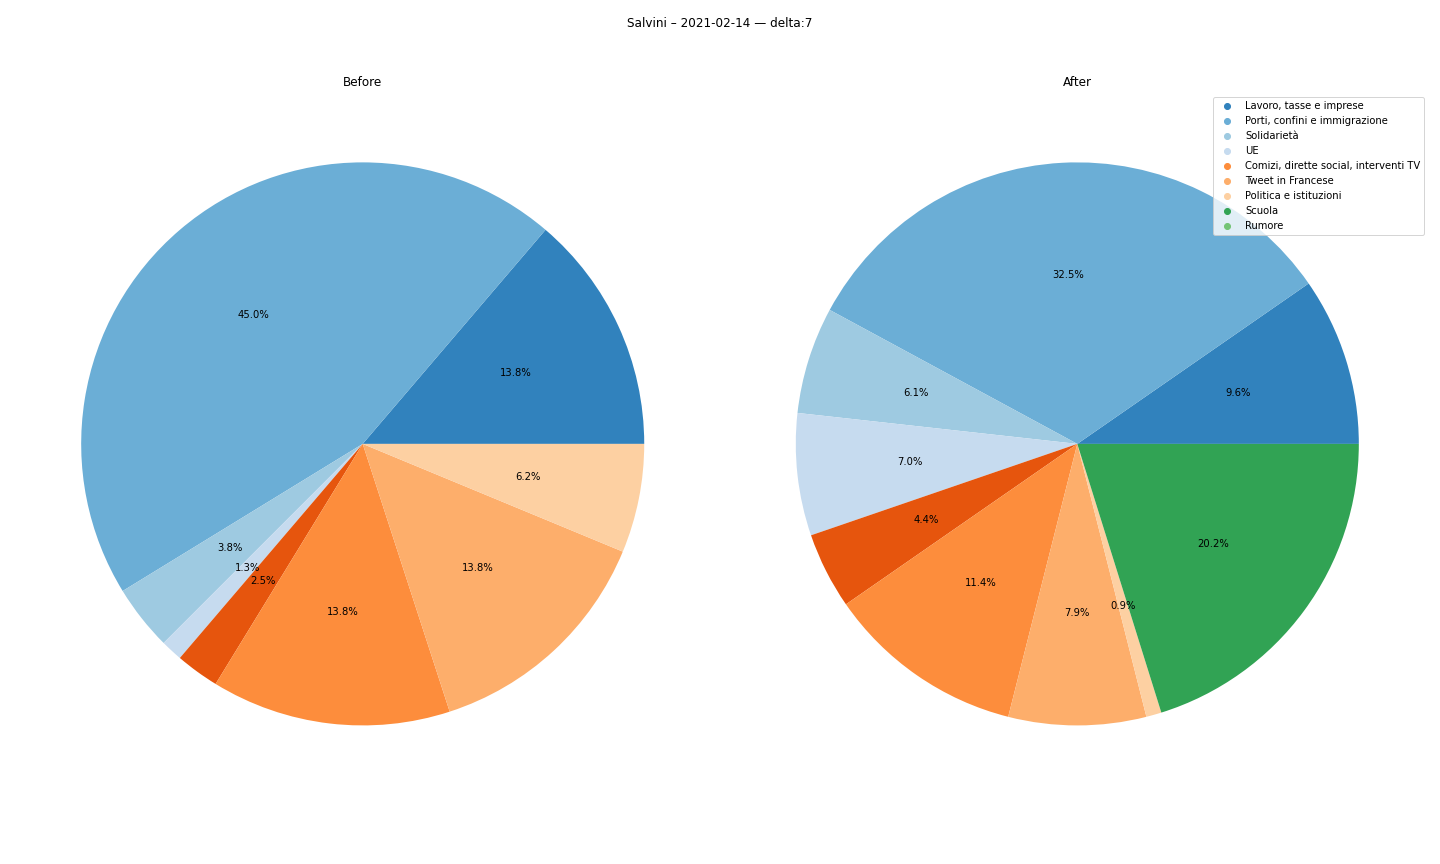 Salvini – 2021-02-14 — delta:7
Before
13.8%
45.0%
3.8%
1.3%
2.5%
13.8%
13.8%
6.2%
After
Lavoro, tasse e imprese
Porti, confini e immigrazione
Solidarietà
UE
Comizi, dirette social, interventi TV
Tweet in Francese
Politica e istituzioni
Scuola
Rumore
9.6%
32.5%
6.1%
7.0%
4.4%
11.4%
7.9%
0.9%
20.2%